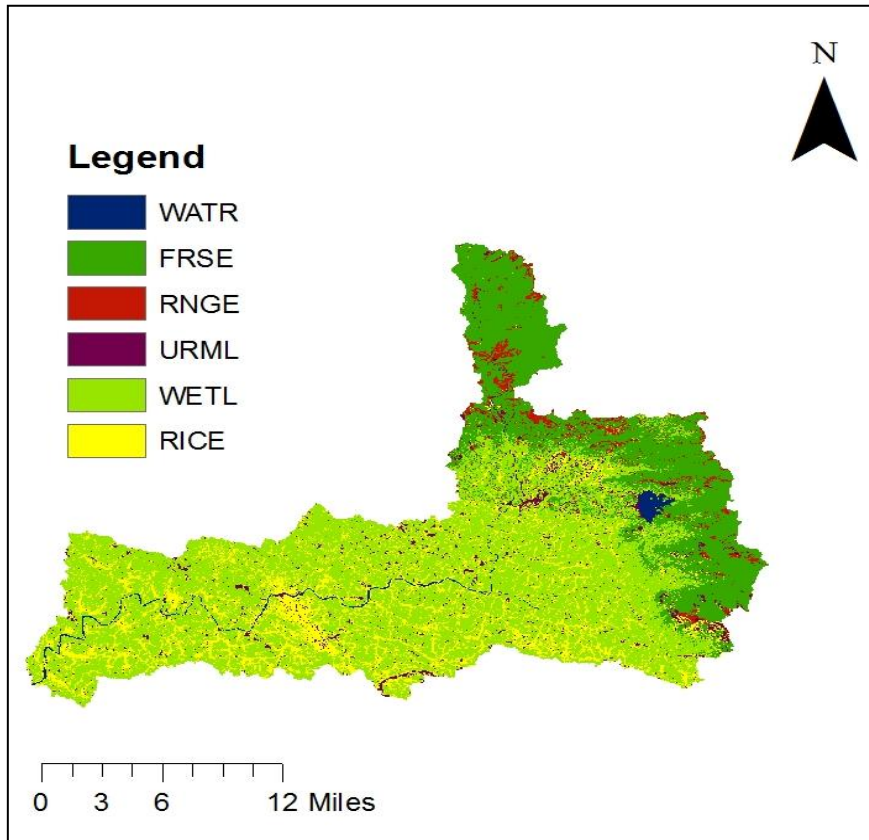 N
Legend
WATR
FRSE
RNGE
URML
WETL
RICE
0 3 6 12 Miles